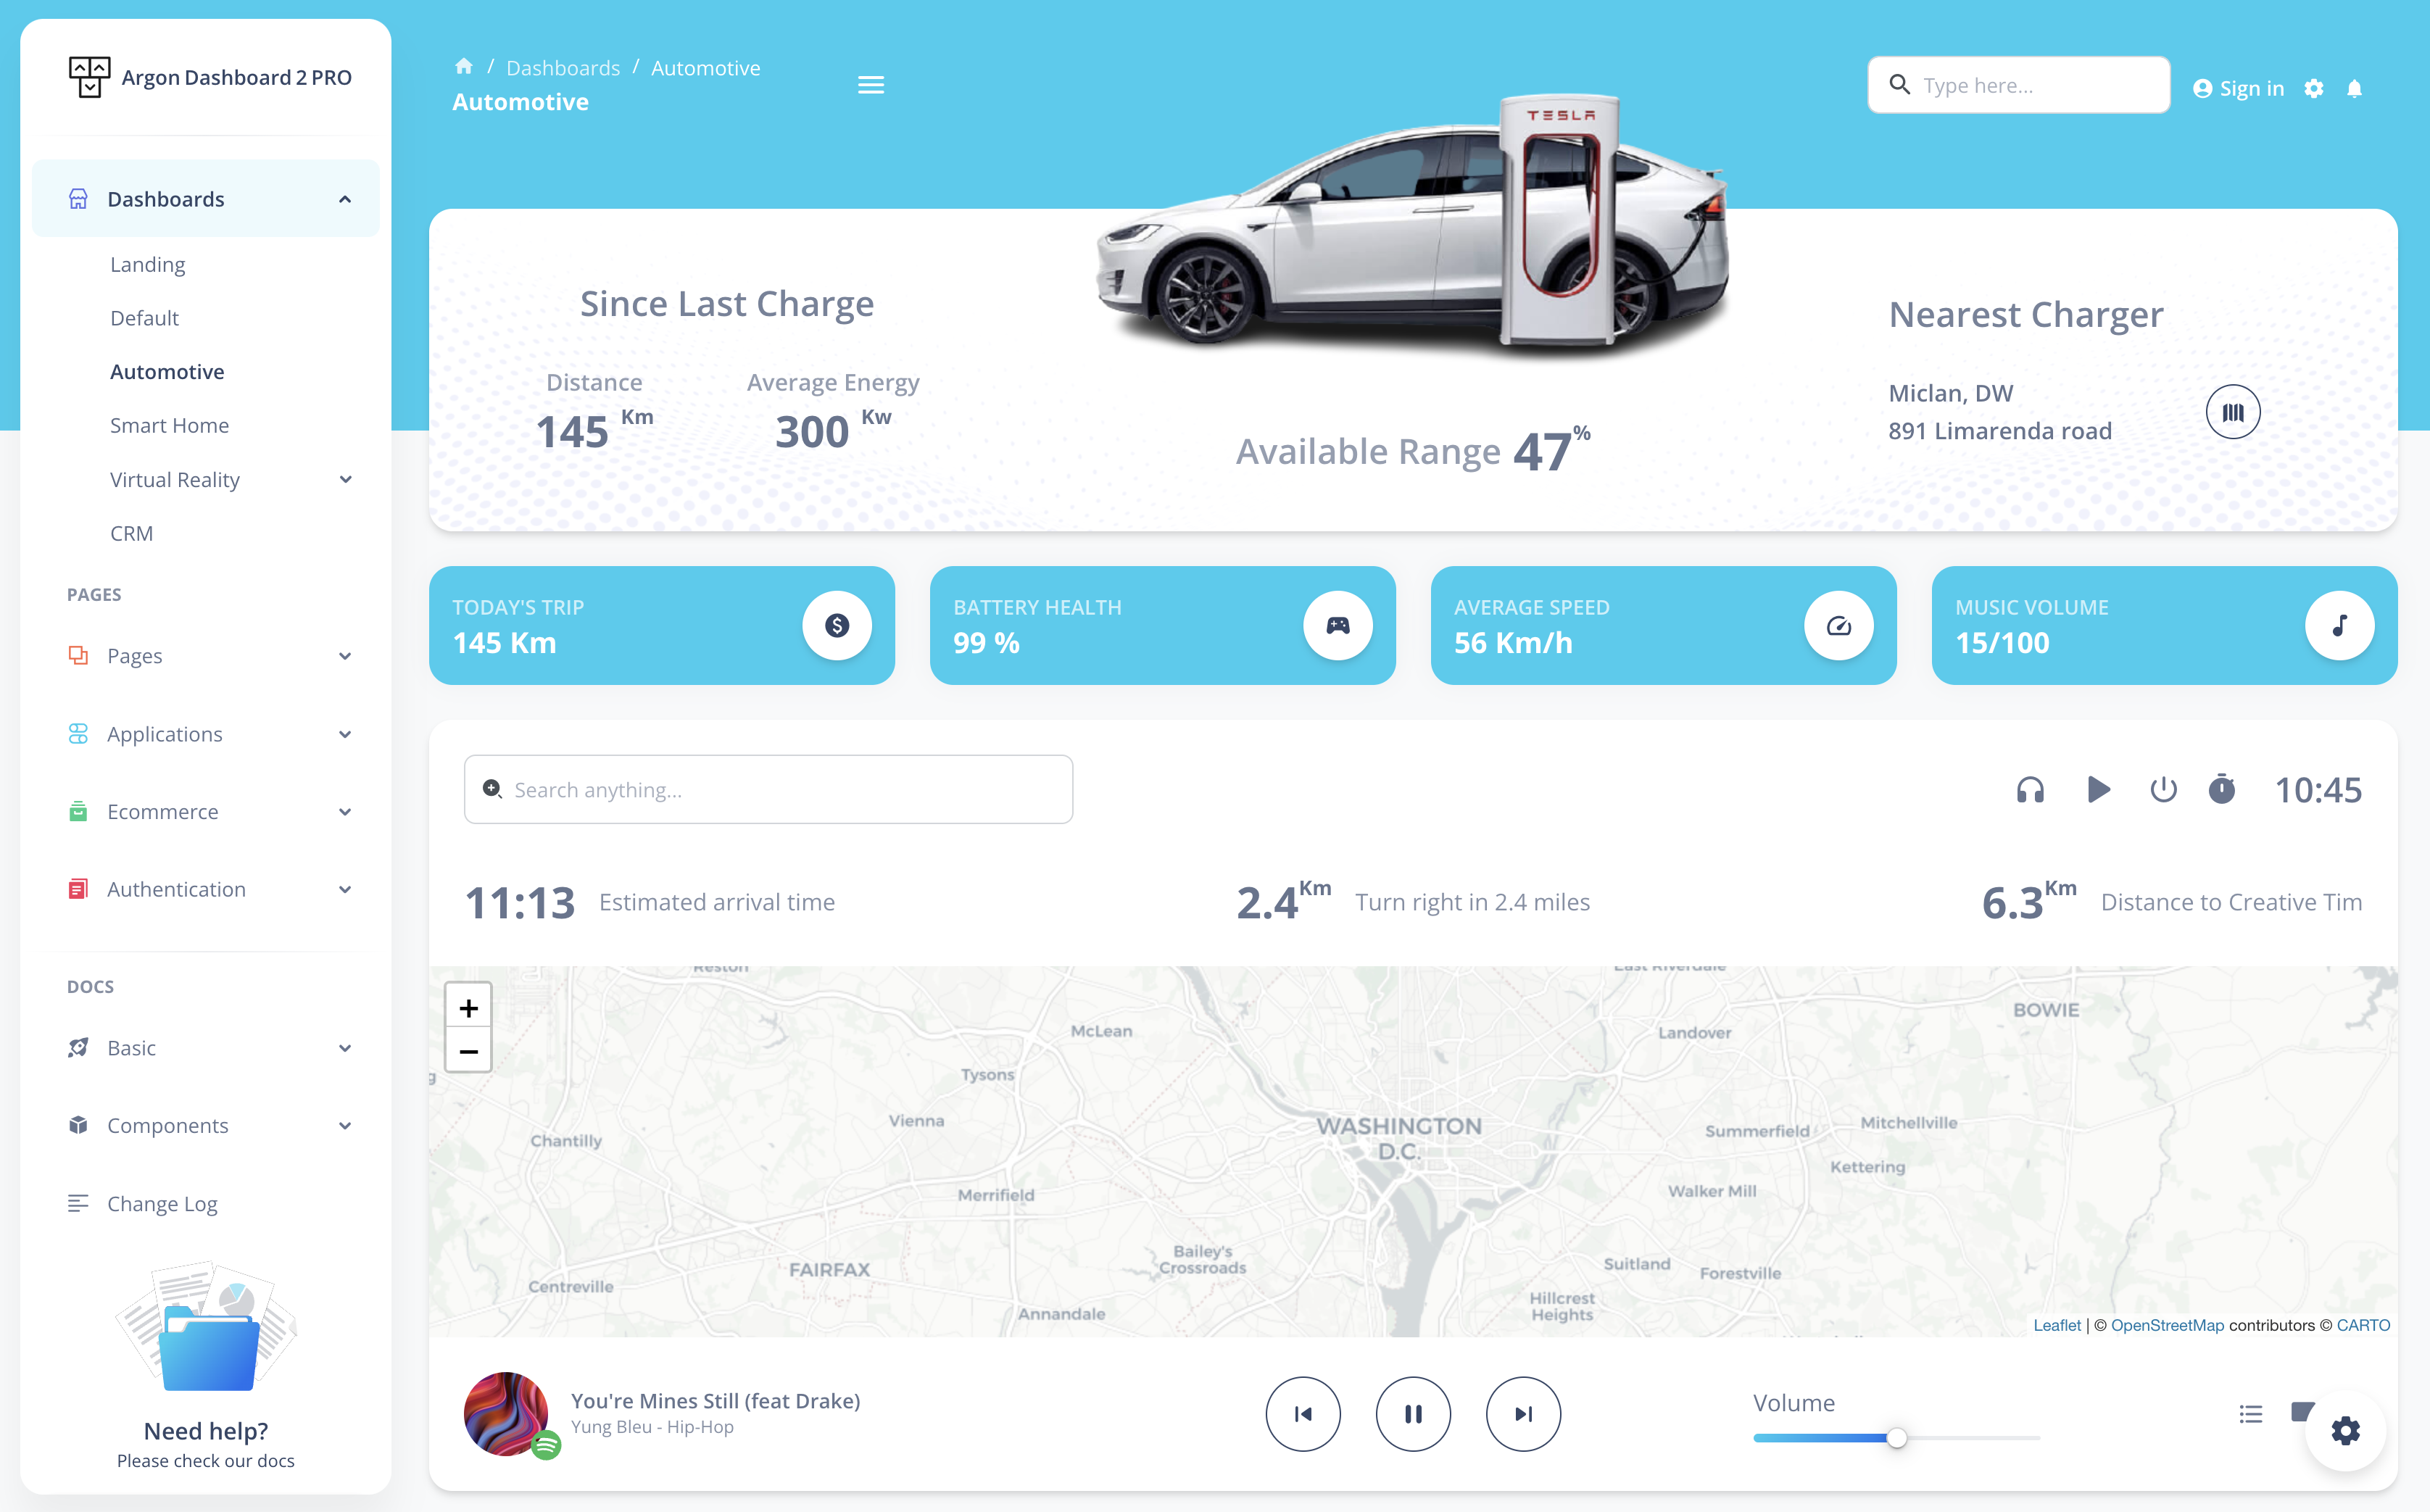 Argon Dashboard 2 PRO
Dashboards
Landing
Default
Automotive
Smart Home
Virtual Reality
CRM
PAGES
Pages
Applications
Ecommerce
Authentication
DOCS
Basic
Components
Change Log
Need help?
Please check our docs
/ Dashboards / Automotive
Automotive
Type here...
Sign in
TESLA
Since Last Charge
Distance
145 Km
Average Energy
300 Kw
Available Range 47%
Nearest Charger
Miclan, DW
891 Limarenda road
TODAY'S TRIP
145 Km
BATTERY HEALTH
99 %
AVERAGE SPEED
56 Km/h
MUSIC VOLUME
15/100
Search anything...
10:45
11:13 Estimated arrival time
2.4Km Turn right in 2.4 miles
6.3Km Distance to Creative Tim
+
−
Reston
East Riverdale
BOWIE
McLean
Landover
Tysons
Vienna
WASHINGTON
D.C.
Mitchellville
Summerfield
Chantilly
Kettering
Walker Mill
Merrifield
Bailey's
Crossroads
FAIRFAX
Suitland
Forestville
Centreville
Hillcrest
Heights
Annandale
Leaflet | © OpenStreetMap contributors © CARTO
You're Mines Still (feat Drake)
Yung Bleu - Hip-Hop
Volume